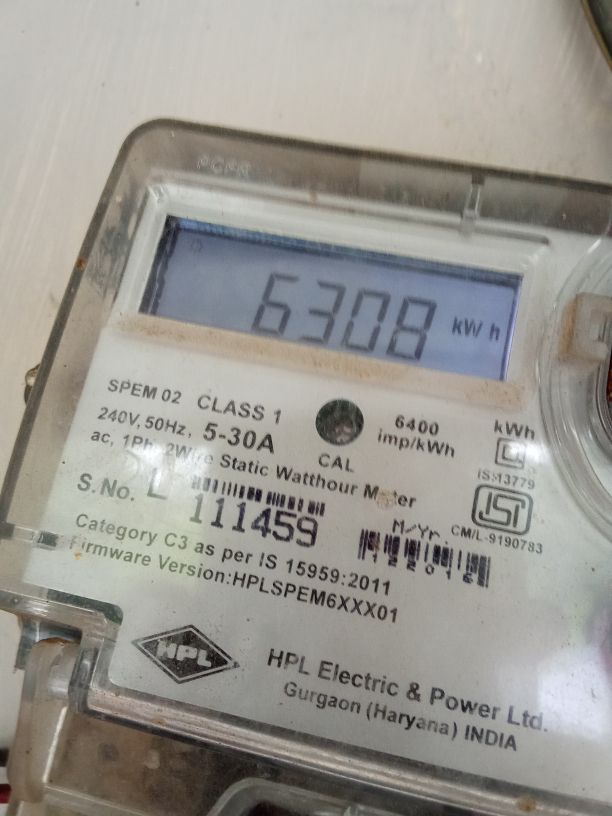 6308 kWh
SPEM 02 CLASS 1
240V, 50Hz, 5-30A
ac, 1Ph, 2Wire Static Watthour Meter
CAL
6400
imp/kWh
kWh
IS:13779
ISI
CM/L-9190783
S.No. L 111459
M/Yr.
Category C3 as per IS 15959:2011
Firmware Version:HPLSPEM6XXX01
HPL
HPL Electric & Power Ltd.
Gurgaon (Haryana) INDIA